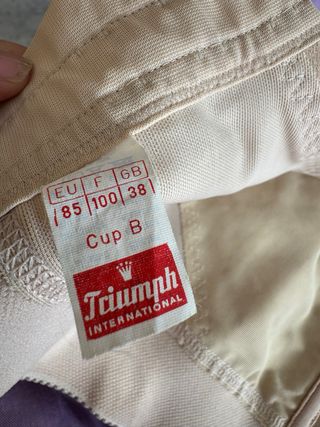 EU F GB
85 100 38
Cup B
Triumph
INTERNATIONAL